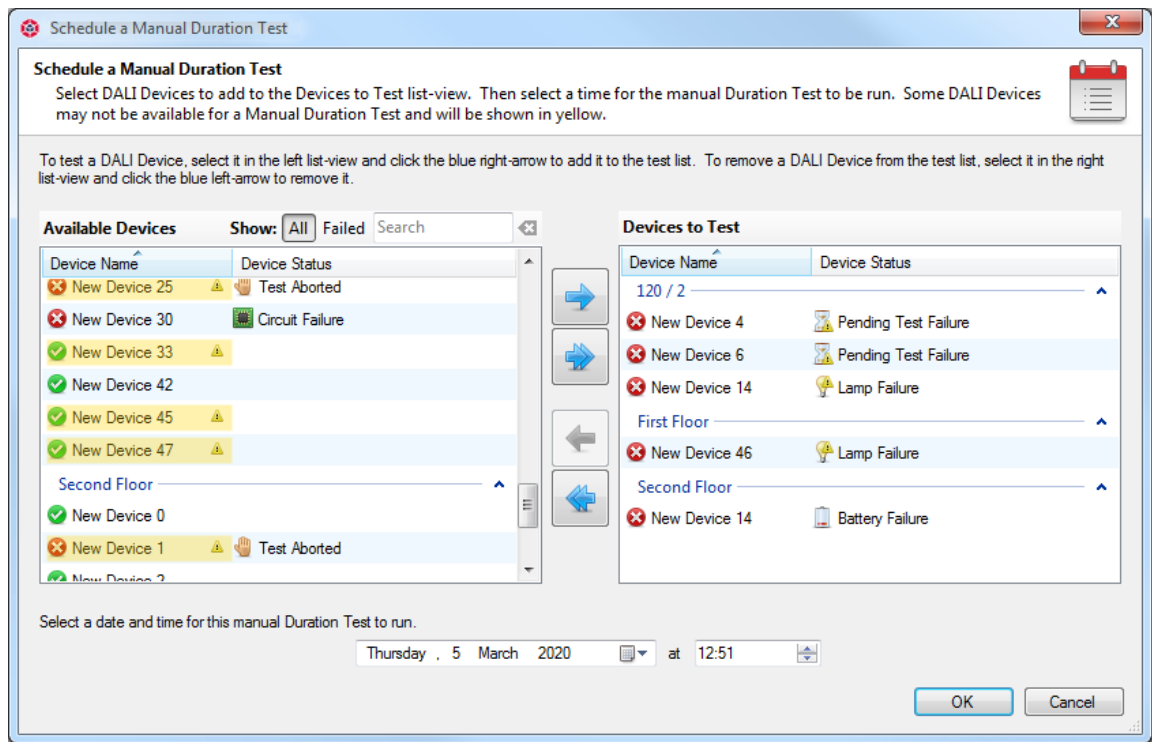 Schedule a Manual Duration Test
Schedule a Manual Duration Test
Select DALI Devices to add to the Devices to Test list-view. Then select a time for the manual Duration Test to be run. Some DALI Devices
may not be available for a Manual Duration Test and will be shown in yellow.
To test a DALI Device, select it in the left list-view and click the blue right-arrow to add it to the test list. To remove a DALI Device from the test list, select it in the right
list-view and click the blue left-arrow to remove it.
Available Devices Show: All Failed Search
Device Name Device Status
New Device 25 Test Aborted
New Device 30 Circuit Failure
New Device 33
New Device 42
New Device 45
New Device 47
Second Floor
New Device 0
New Device 1 Test Aborted
New Device 2
Devices to Test
Device Name Device Status
120 / 2
New Device 4 Pending Test Failure
New Device 6 Pending Test Failure
New Device 14 Lamp Failure
First Floor
New Device 46 Lamp Failure
Second Floor
New Device 14 Battery Failure
Select a date and time for this manual Duration Test to run.
Thursday , 5 March 2020 at 12:51
OK Cancel